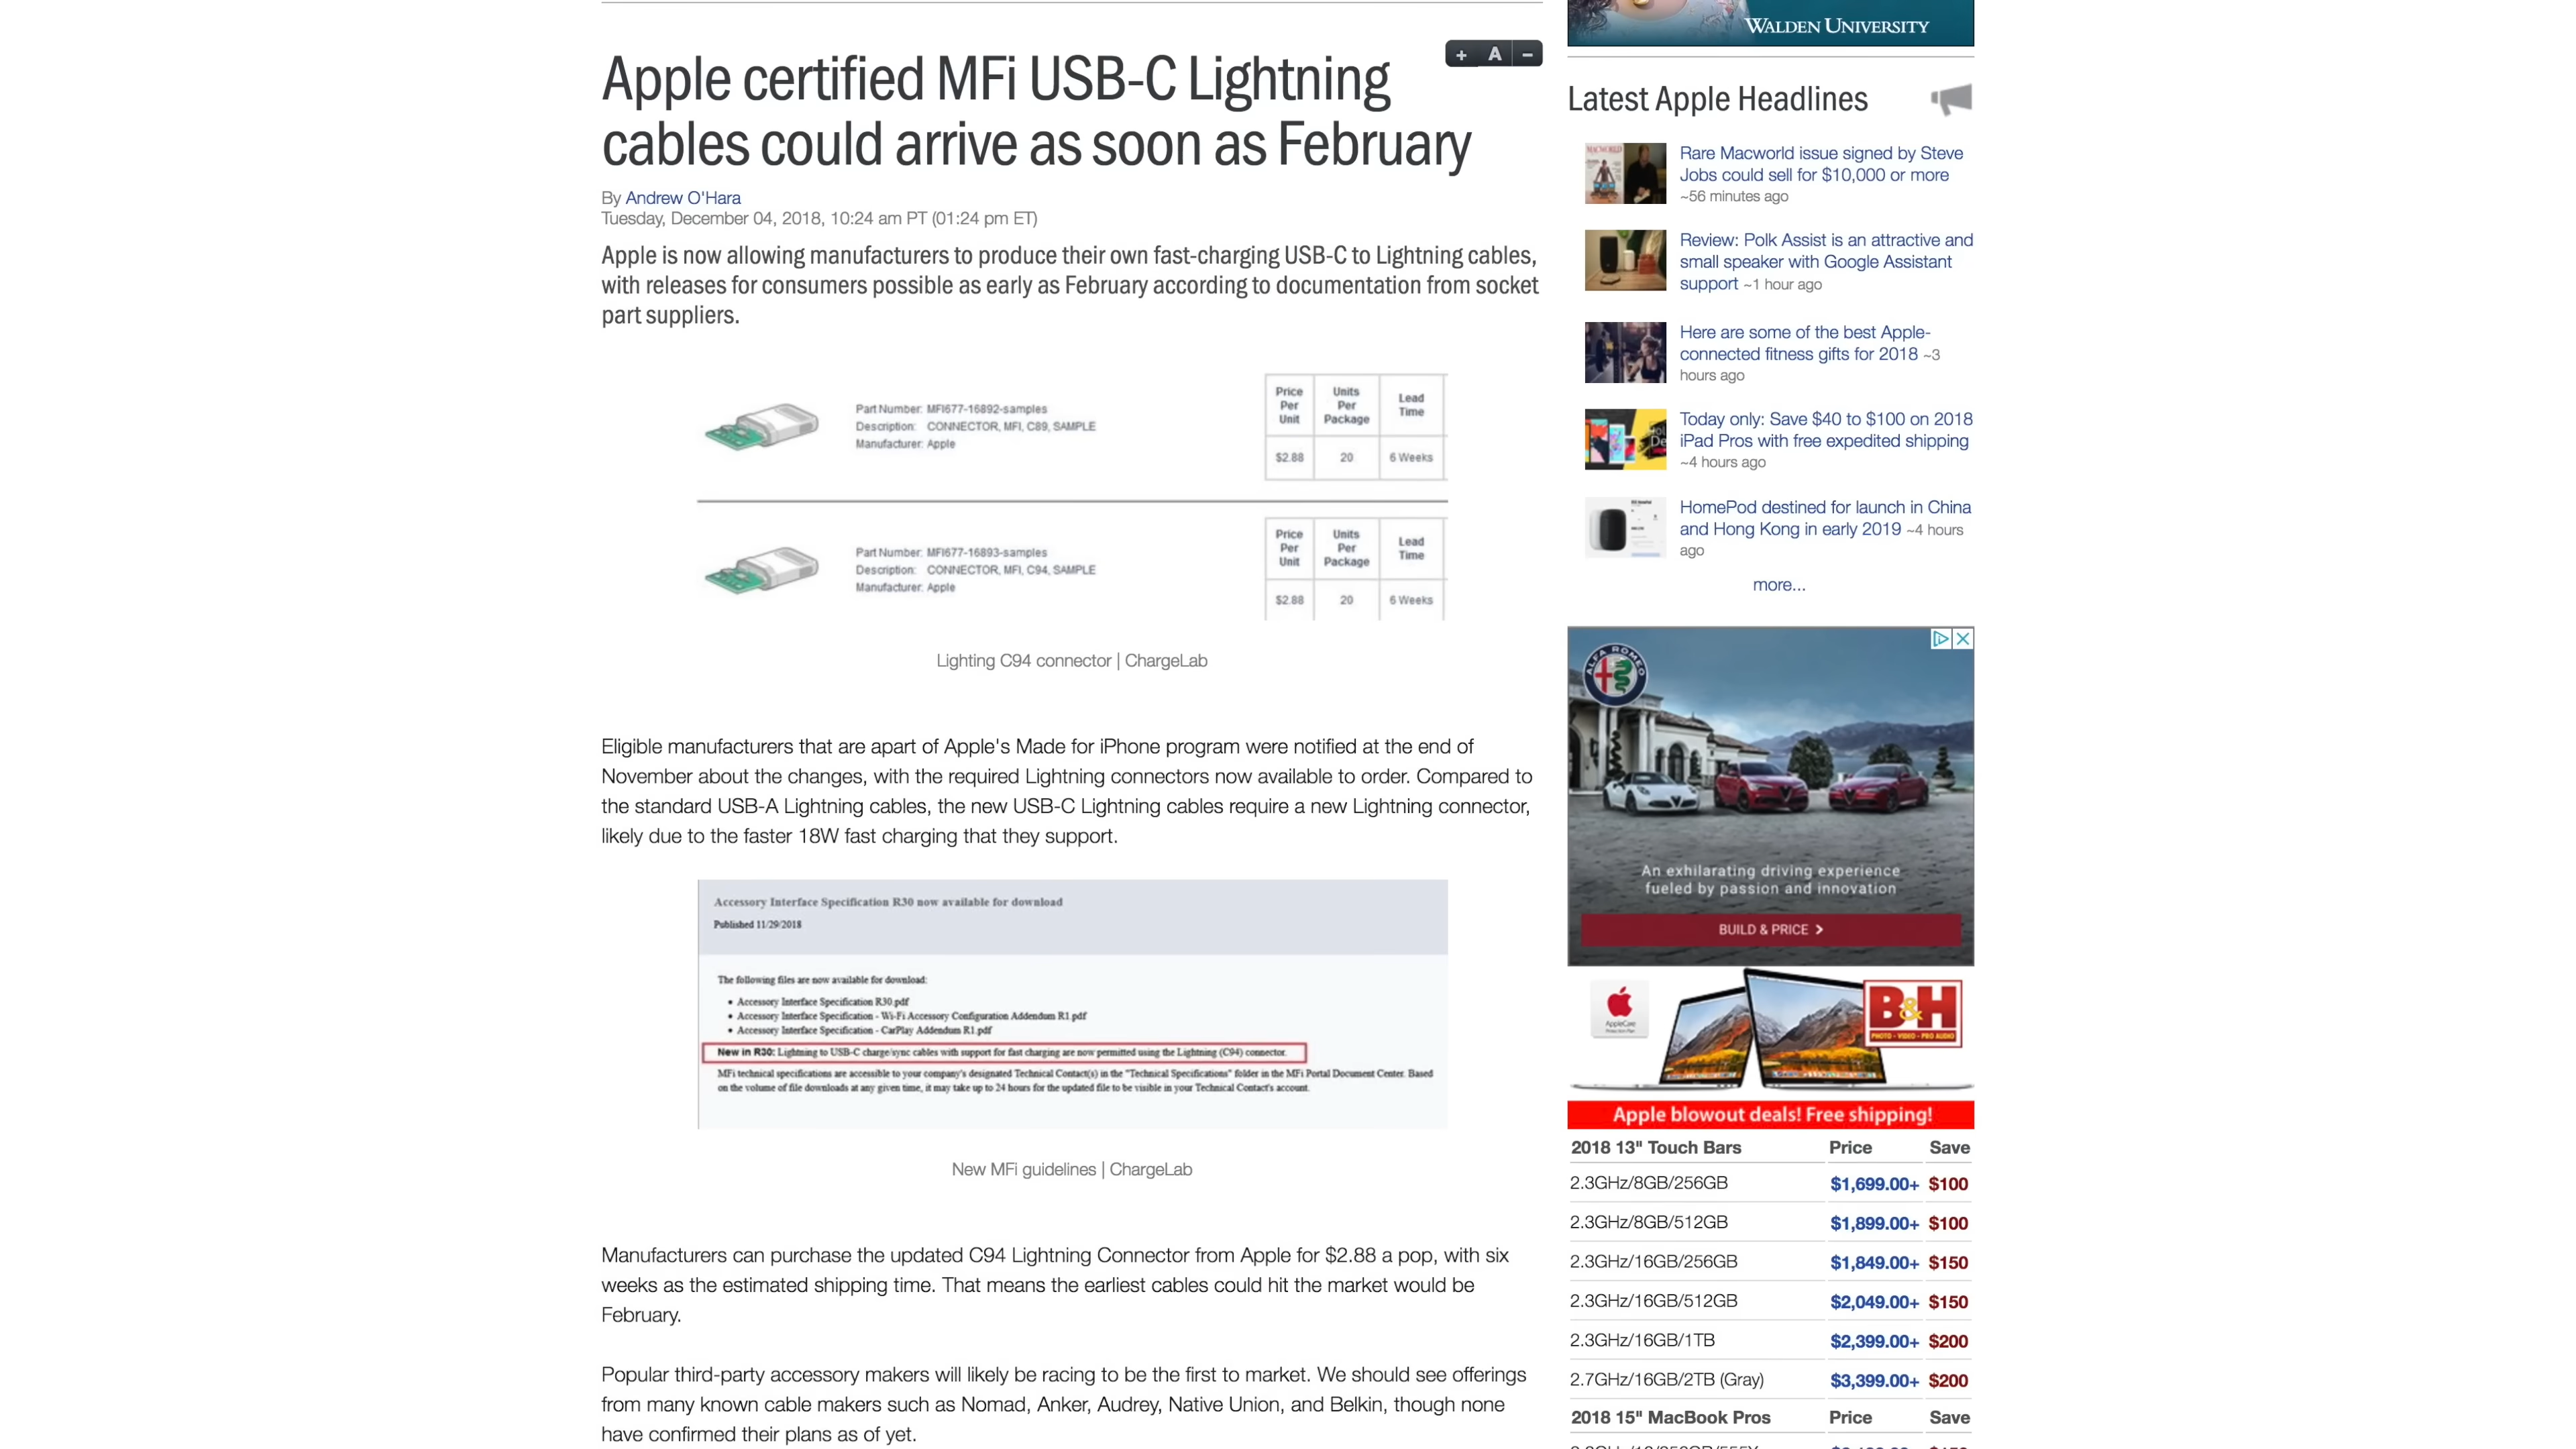 WALDEN UNIVERSITY
+ A −
Apple certified MFi USB-C Lightning
cables could arrive as soon as February
By Andrew O'Hara
Tuesday, December 04, 2018, 10:24 am PT (01:24 pm ET)
Apple is now allowing manufacturers to produce their own fast-charging USB-C to Lightning cables,
with releases for consumers possible as early as February according to documentation from socket
part suppliers.
Part Number: MFI677-16892-samples
Description: CONNECTOR, MFI, C89, SAMPLE
Manufacturer: Apple
Price Per Unit
Units Per Package
Lead Time
$2.88 20 6 Weeks
Part Number: MFI677-16893-samples
Description: CONNECTOR, MFI, C94, SAMPLE
Manufacturer: Apple
Price Per Unit
Units Per Package
Lead Time
$2.88 20 6 Weeks
Lighting C94 connector | ChargeLab
Eligible manufacturers that are apart of Apple's Made for iPhone program were notified at the end of
November about the changes, with the required Lightning connectors now available to order. Compared to
the standard USB-A Lightning cables, the new USB-C Lightning cables require a new Lightning connector,
likely due to the faster 18W fast charging that they support.
Accessory Interface Specification R30 now available for download
Published 11/29/2018
The following files are now available for download:
• Accessory Interface Specification R30.pdf
• Accessory Interface Specification - Wi-Fi Accessory Configuration Addendum R1.pdf
• Accessory Interface Specification - CarPlay Addendum R1.pdf
New in R30: Lightning to USB-C charge/sync cables with support for fast charging are now permitted using the Lightning (C94) connector.
MFi technical specifications are accessible to your company's designated Technical Contact(s) in the "Technical Specifications" folder in the MFi Portal Document Center. Based
on the volume of file downloads at any given time, it may take up to 24 hours for the updated file to be visible in your Technical Contact's account.
New MFi guidelines | ChargeLab
Manufacturers can purchase the updated C94 Lightning Connector from Apple for $2.88 a pop, with six
weeks as the estimated shipping time. That means the earliest cables could hit the market would be
February.
Popular third-party accessory makers will likely be racing to be the first to market. We should see offerings
from many known cable makers such as Nomad, Anker, Audrey, Native Union, and Belkin, though none
have confirmed their plans as of yet.
Latest Apple Headlines
MACWORLD
Rare Macworld issue signed by Steve
Jobs could sell for $10,000 or more
~56 minutes ago
Review: Polk Assist is an attractive and
small speaker with Google Assistant
support ~1 hour ago
Here are some of the best Apple-
connected fitness gifts for 2018 ~3
hours ago
Today only: Save $40 to $100 on 2018
iPad Pros with free expedited shipping
~4 hours ago
HomePod destined for launch in China
and Hong Kong in early 2019 ~4 hours
ago
more...
ALFA ROMEO
An exhilarating driving experience
fueled by passion and innovation
BUILD & PRICE >
AppleCare
B&H
PHOTO - VIDEO - PRO AUDIO
Apple blowout deals! Free shipping!
2018 13" Touch Bars Price Save
2.3GHz/8GB/256GB $1,699.00+ $100
2.3GHz/8GB/512GB $1,899.00+ $100
2.3GHz/16GB/256GB $1,849.00+ $150
2.3GHz/16GB/512GB $2,049.00+ $150
2.3GHz/16GB/1TB $2,399.00+ $200
2.7GHz/16GB/2TB (Gray) $3,399.00+ $200
2018 15" MacBook Pros Price Save